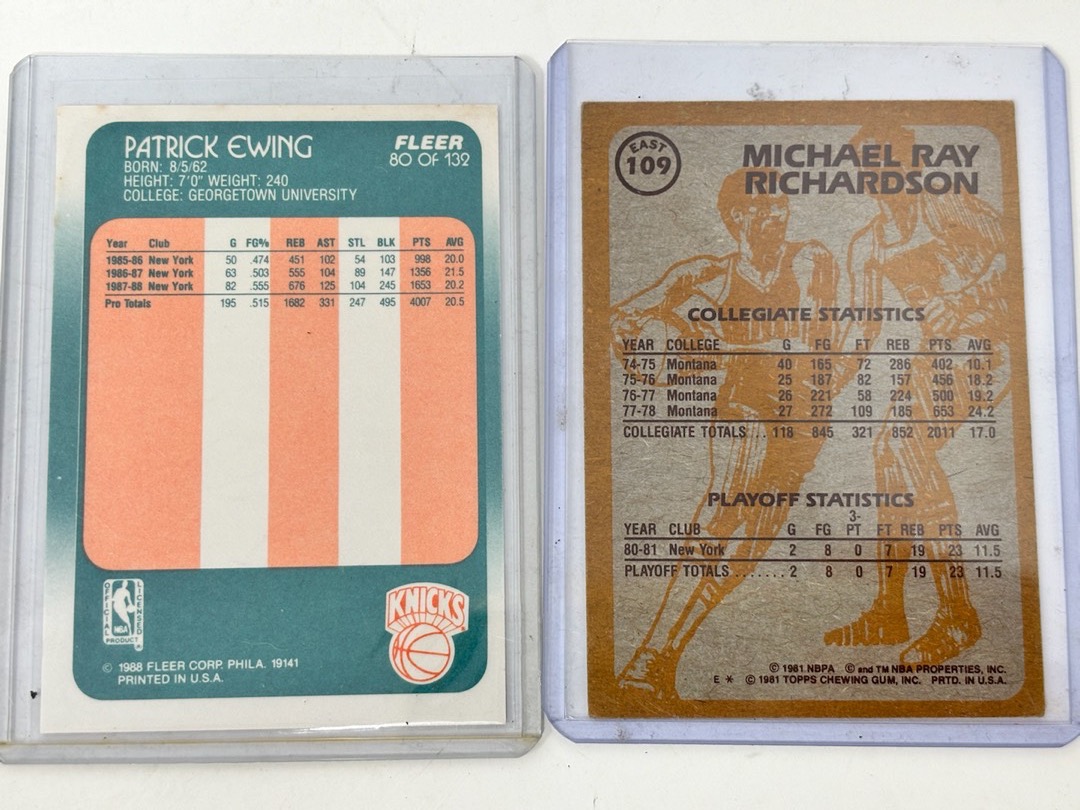 PATRICK EWING
FLEER
80 OF 132
BORN: 8/5/62
HEIGHT: 7'0" WEIGHT: 240
COLLEGE: GEORGETOWN UNIVERSITY
Year Club G FG% REB AST STL BLK PTS AVG
1985-86 New York 50 .474 451 102 54 103 998 20.0
1986-87 New York 63 .503 555 104 89 147 1356 21.5
1987-88 New York 82 .555 676 125 104 245 1653 20.2
Pro Totals 195 .515 1682 331 247 495 4007 20.5
OFFICIAL
LICENSED
NBA
PRODUCT
KNICKS
© 1988 FLEER CORP. PHILA. 19141
PRINTED IN U.S.A.
EAST
109
MICHAEL RAY
RICHARDSON
COLLEGIATE STATISTICS
YEAR COLLEGE G FG FT REB PTS AVG
74-75 Montana 40 165 72 286 402 10.1
75-76 Montana 25 187 82 157 456 18.2
76-77 Montana 26 221 58 224 500 19.2
77-78 Montana 27 272 109 185 653 24.2
COLLEGIATE TOTALS ... 118 845 321 852 2011 17.0
PLAYOFF STATISTICS
YEAR CLUB G FG 3-PT FT REB PTS AVG
80-81 New York 2 8 0 7 19 23 11.5
PLAYOFF TOTALS ....... 2 8 0 7 19 23 11.5
© 1981 NBPA © and TM NBA PROPERTIES, INC.
E * © 1981 TOPPS CHEWING GUM, INC. PRTD. IN U.S.A.